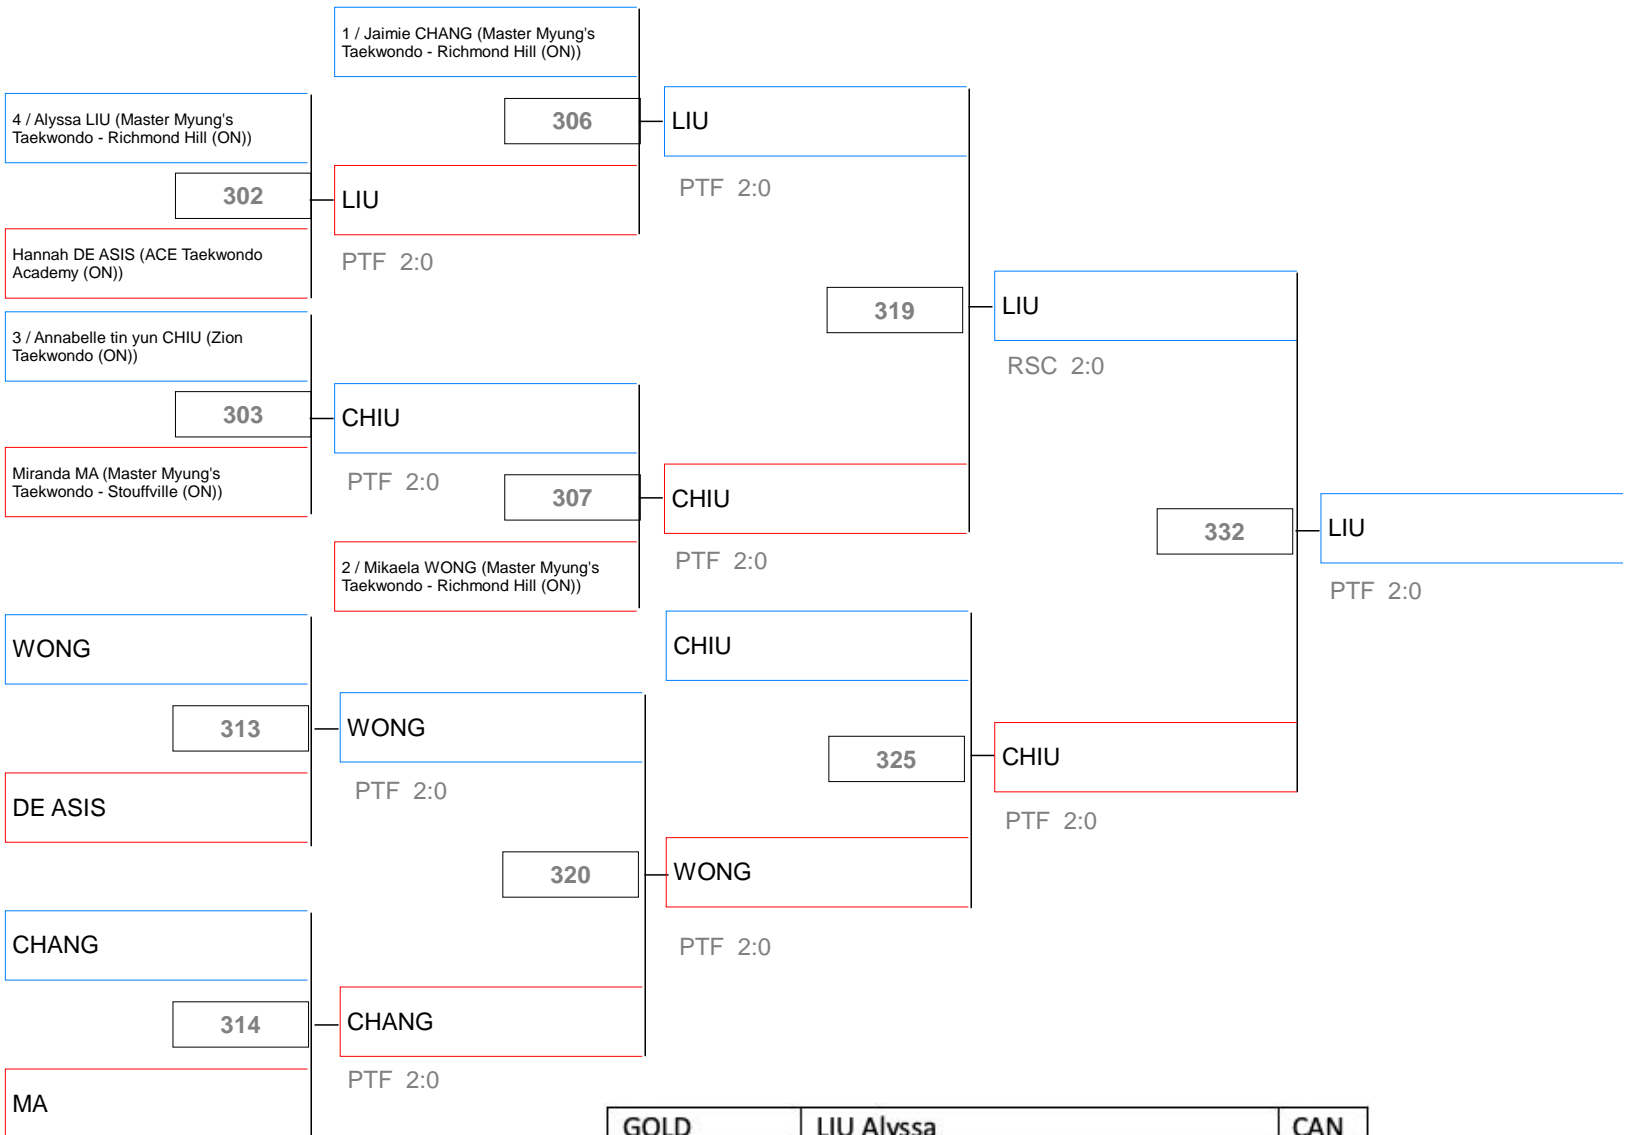 1 / Jaimie CHANG (Master Myung's
Taekwondo - Richmond Hill (ON))
4 / Alyssa LIU (Master Myung's
Taekwondo - Richmond Hill (ON))
306
LIU
PTF 2:0
302
LIU
PTF 2:0
Hannah DE ASIS (ACE Taekwondo
Academy (ON))
319
LIU
RSC 2:0
3 / Annabelle tin yun CHIU (Zion
Taekwondo (ON))
303
CHIU
PTF 2:0
Miranda MA (Master Myung's
Taekwondo - Stouffville (ON))
307
CHIU
PTF 2:0
2 / Mikaela WONG (Master Myung's
Taekwondo - Richmond Hill (ON))
332
LIU
PTF 2:0
WONG
CHIU
313
WONG
PTF 2:0
DE ASIS
325
CHIU
PTF 2:0
320
WONG
PTF 2:0
CHANG
314
CHANG
PTF 2:0
MA
GOLD LIU Alyssa CAN